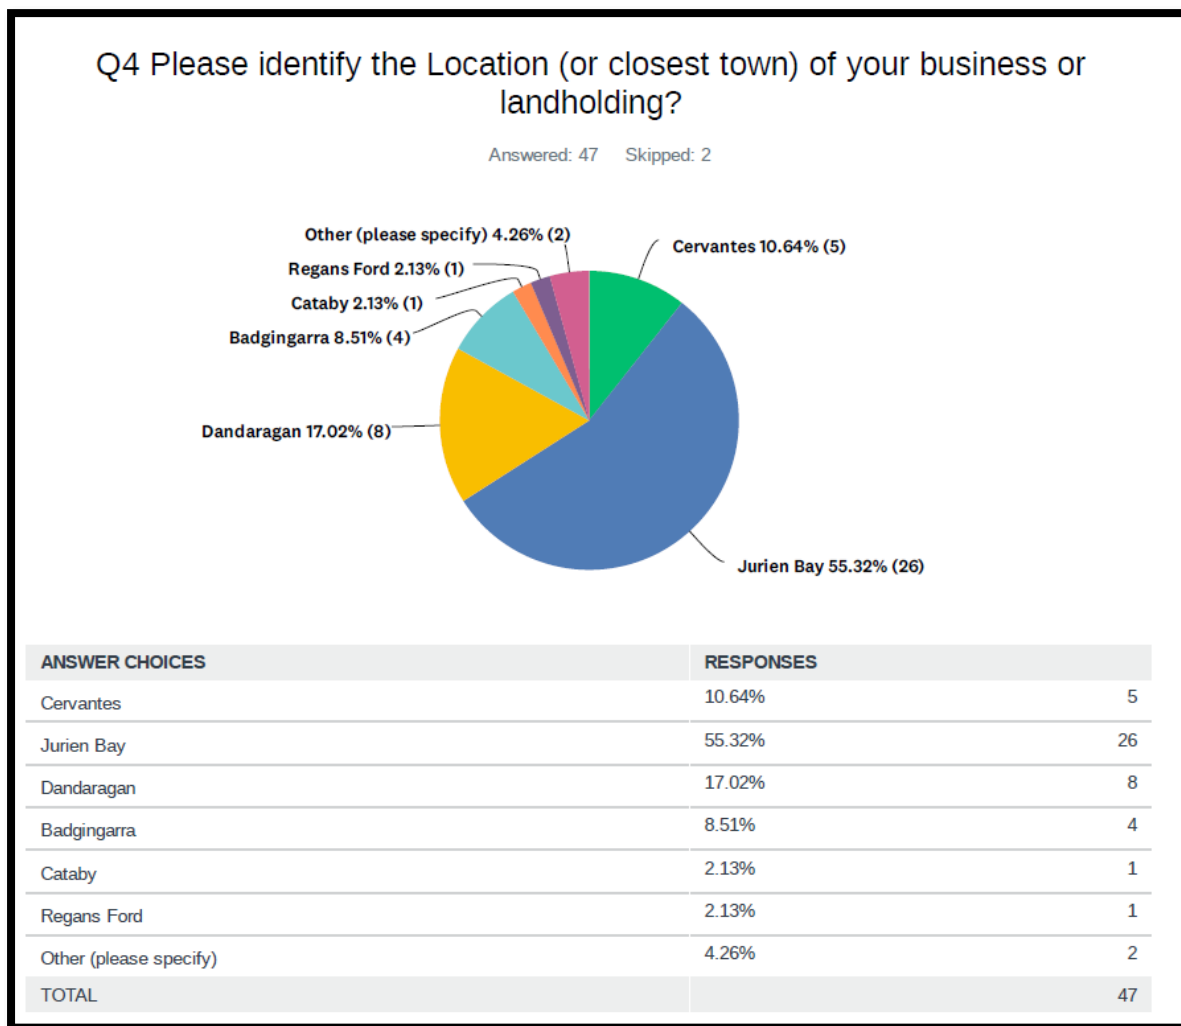 Q4 Please identify the Location (or closest town) of your business or
landholding?
Answered: 47 Skipped: 2
Other (please specify) 4.26% (2)
Cervantes 10.64% (5)
Regans Ford 2.13% (1)
Cataby 2.13% (1)
Badgingarra 8.51% (4)
Dandaragan 17.02% (8)
Jurien Bay 55.32% (26)
ANSWER CHOICES RESPONSES
Cervantes 10.64% 5
Jurien Bay 55.32% 26
Dandaragan 17.02% 8
Badgingarra 8.51% 4
Cataby 2.13% 1
Regans Ford 2.13% 1
Other (please specify) 4.26% 2
TOTAL 47